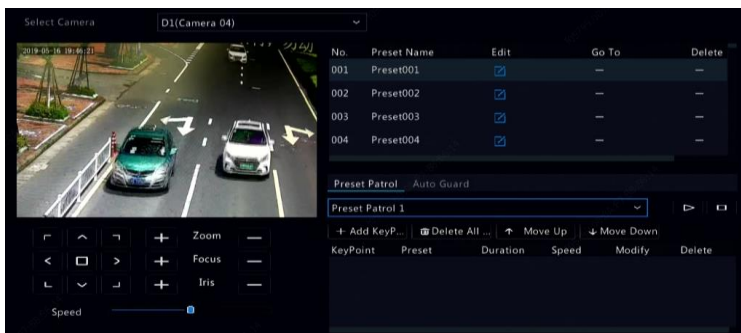 Select Camera
D1(Camera 04)
2019-05-16 19:46:21
易动
No. Preset Name Edit Go To Delete
001 Preset001
002 Preset002
003 Preset003
004 Preset004
Preset Patrol Auto Guard
Preset Patrol 1
Add KeyP... Delete All ... Move Up Move Down
KeyPoint Preset Duration Speed Modify Delete
Zoom
Focus
Iris
Speed